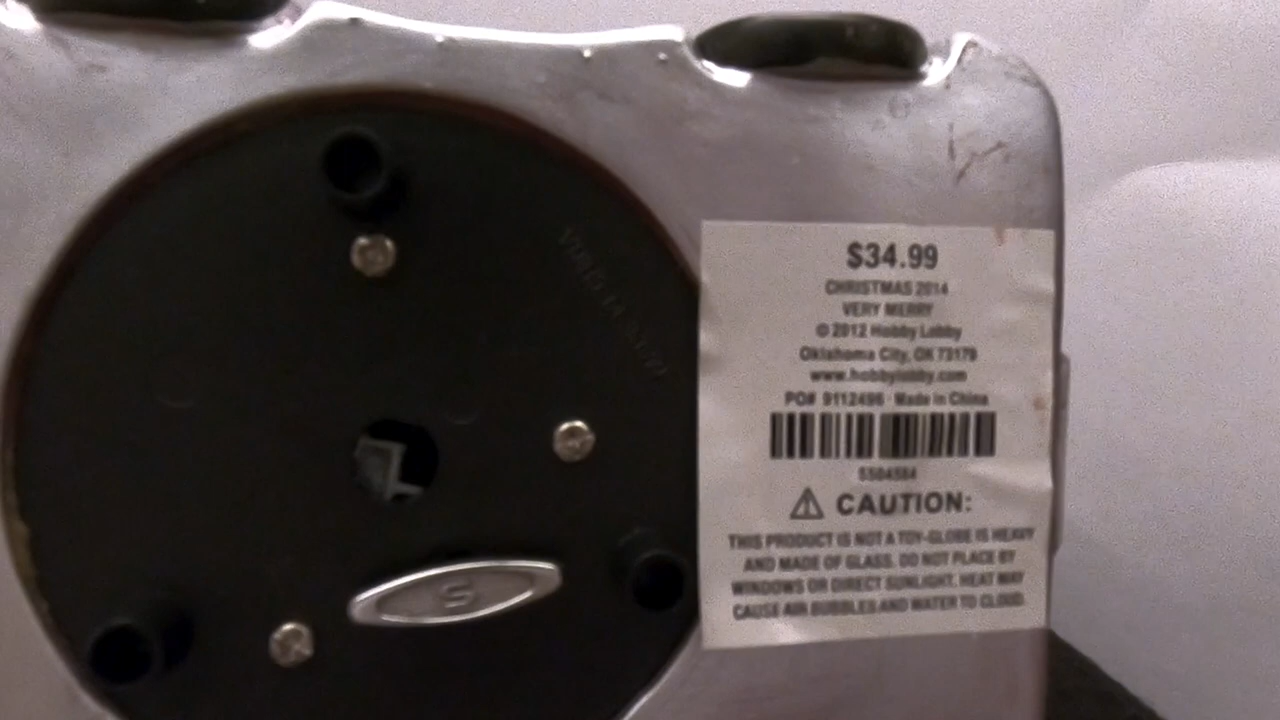 $34.99
CHRISTMAS 2014
VERY MERRY
© 2012 Hobby Lobby
Oklahoma City, OK 73179
www.hobbylobby.com
PO# 9112496 Made in China
5504584
⚠ CAUTION:
THIS PRODUCT IS NOT A TOY-GLOBE IS HEAVY
AND MADE OF GLASS. DO NOT PLACE BY
WINDOWS OR DIRECT SUNLIGHT. HEAT MAY
CAUSE AIR BUBBLES AND WATER TO CLOUD.
S